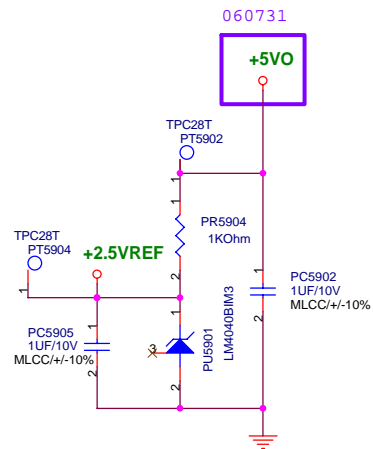 060731
+5VO
TPC28T
PT5902
1
1
PR5904
1KOhm
2
TPC28T
PT5904
1
+2.5VREF
1
PC5902
1UF/10V
MLCC/+/-10%
2
1
PC5905
1UF/10V
MLCC/+/-10%
2
1
3
2
PU5901
LM4040BIM3